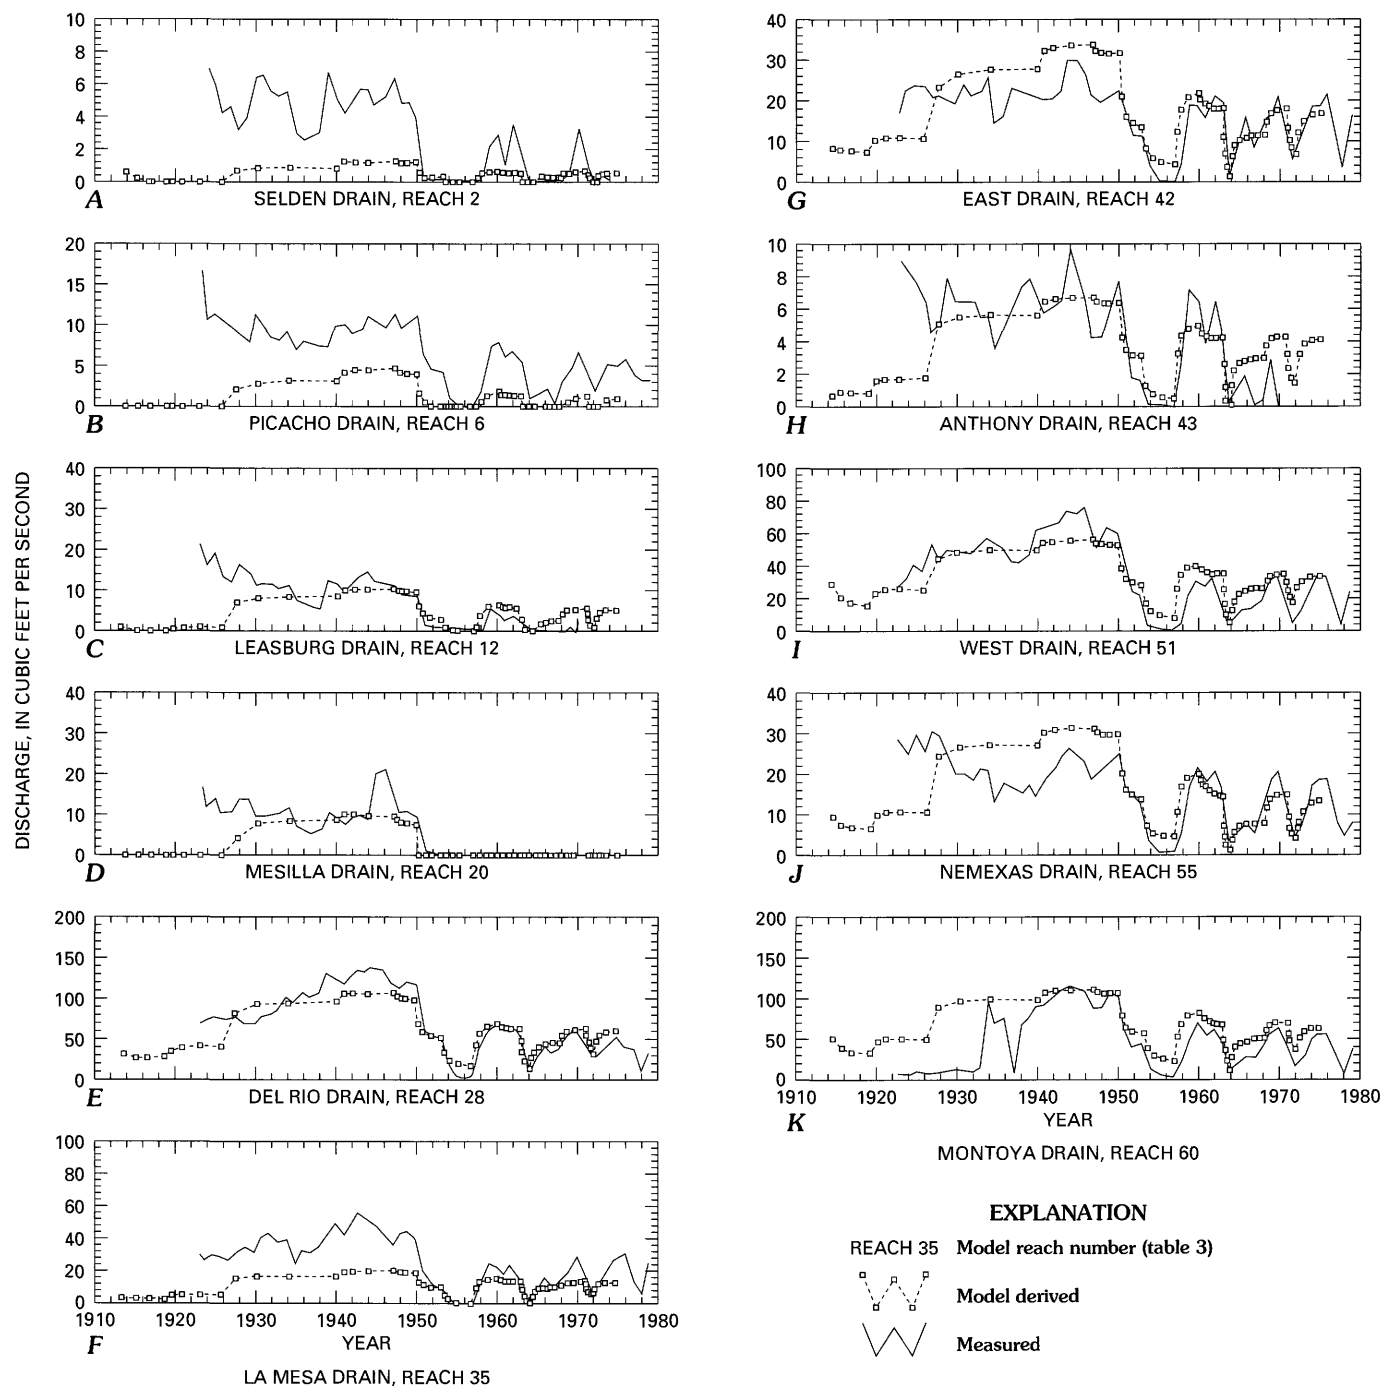 DISCHARGE, IN CUBIC FEET PER SECOND
10
8
6
4
2
0
A
SELDEN DRAIN, REACH 2
20
15
10
5
0
B
PICACHO DRAIN, REACH 6
40
30
20
10
0
C
LEASBURG DRAIN, REACH 12
40
30
20
10
0
D
MESILLA DRAIN, REACH 20
200
150
100
50
0
E
DEL RIO DRAIN, REACH 28
100
80
60
40
20
0
1910 1920 1930 1940 1950 1960 1970 1980
YEAR
F
LA MESA DRAIN, REACH 35
40
30
20
10
0
G
EAST DRAIN, REACH 42
10
8
6
4
2
0
H
ANTHONY DRAIN, REACH 43
100
80
60
40
20
0
I
WEST DRAIN, REACH 51
40
30
20
10
0
J
NEMEXAS DRAIN, REACH 55
200
150
100
50
0
1910 1920 1930 1940 1950 1960 1970 1980
YEAR
K
MONTOYA DRAIN, REACH 60
EXPLANATION
REACH 35 Model reach number (table 3)
Model derived
Measured